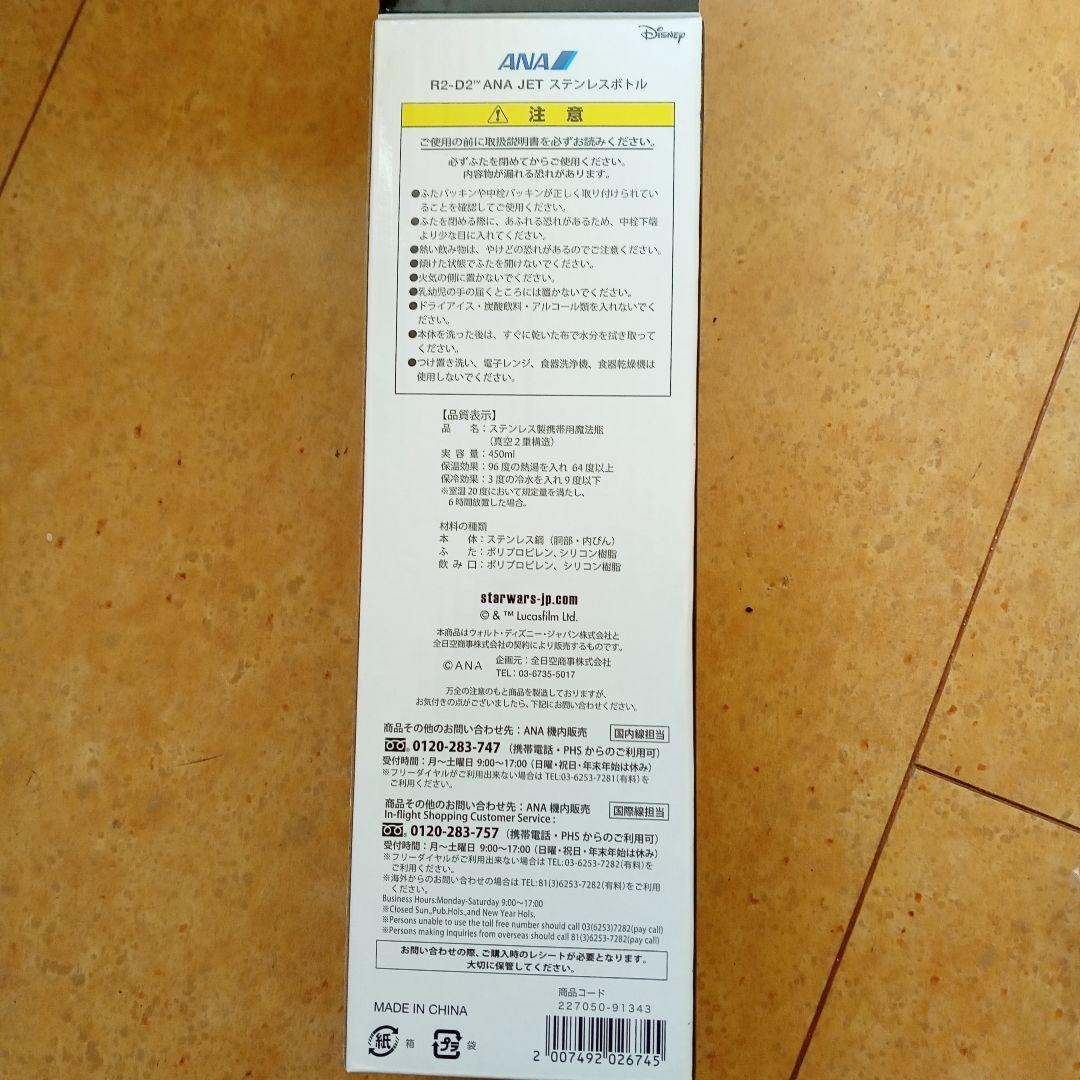 Disney
ANA
R2-D2™ ANA JET ステンレスボトル
注 意
ご使用の前に取扱説明書を必ずお読みください。
必ずふたを閉めてからご使用ください。
内容物が漏れる恐れがあります。
●ふたパッキンや中栓パッキンが正しく取り付けられてい
ることを確認してご使用ください。
●ふたを閉める際に、あふれる恐れがあるため、中栓下端
より少な目に入れてください。
●熱い飲み物は、やけどの恐れがあるのでご注意ください。
●傾けた状態でふたを開けないでください。
●火気の側に置かないでください。
●乳幼児の手の届くところには置かないでください。
●ドライアイス・炭酸飲料・アルコール類を入れないでく
ださい。
●本体を洗った後は、すぐに乾いた布で水分を拭き取って
ください。
●つけ置き洗い、電子レンジ、食器洗浄機、食器乾燥機は
使用しないでください。
【品質表示】
品 名：ステンレス製携帯用魔法瓶
（真空2重構造）
実 容 量：450ml
保温効果：96度の熱湯を入れ 64度以上
保冷効果：3度の冷水を入れ 9度以下
※室温20度において規定量を満たし、
6時間放置した場合。
材料の種類
本 体：ステンレス鋼（胴部・内びん）
ふ た：ポリプロピレン、シリコン樹脂
飲 み 口：ポリプロピレン、シリコン樹脂
starwars-jp.com
© & ™ Lucasfilm Ltd.
本商品はウォルト・ディズニー・ジャパン株式会社と
全日空商事株式会社の契約により販売するものです。
©ANA 企画元：全日空商事株式会社
TEL：03-6735-5017
万全の注意のもと商品を製造しておりますが、
お気付きの点がございましたら、下記にお問い合わせください。
商品その他のお問い合わせ先：ANA 機内販売 国内線担当
0120-283-747（携帯電話・PHSからのご利用可）
受付時間：月～土曜日 9:00～17:00（日曜・祝日・年末年始は休み）
※フリーダイヤルがご利用出来ない場合はTEL:03-6253-7281（有料）を
ご利用ください。
商品その他のお問い合わせ先：ANA 機内販売 国際線担当
In-flight Shopping Customer Service :
0120-283-757（携帯電話・PHSからのご利用可）
受付時間：月～土曜日 9:00～17:00（日曜・祝日・年末年始は休み）
※フリーダイヤルがご利用出来ない場合はTEL:03-6253-7282（有料）を
ご利用ください。
※海外からのお問い合わせの場合はTEL:81(3)6253-7282（有料）をご利用
ください。
Business Hours:Monday-Saturday 9:00～17:00
※Closed Sun.,Pub.Hols.,and New Year Hols.
※Persons unable to use the toll free number should call 03(6253)7282(pay call)
※Persons making inquiries from overseas should call 81(3)6253-7282(pay call)
お問い合わせの際、ご購入時のレシートが必要となります。
大切に保管してください。
商品コード
227050-91343
MADE IN CHINA
紙 箱 プラ 袋
2 007492 026745